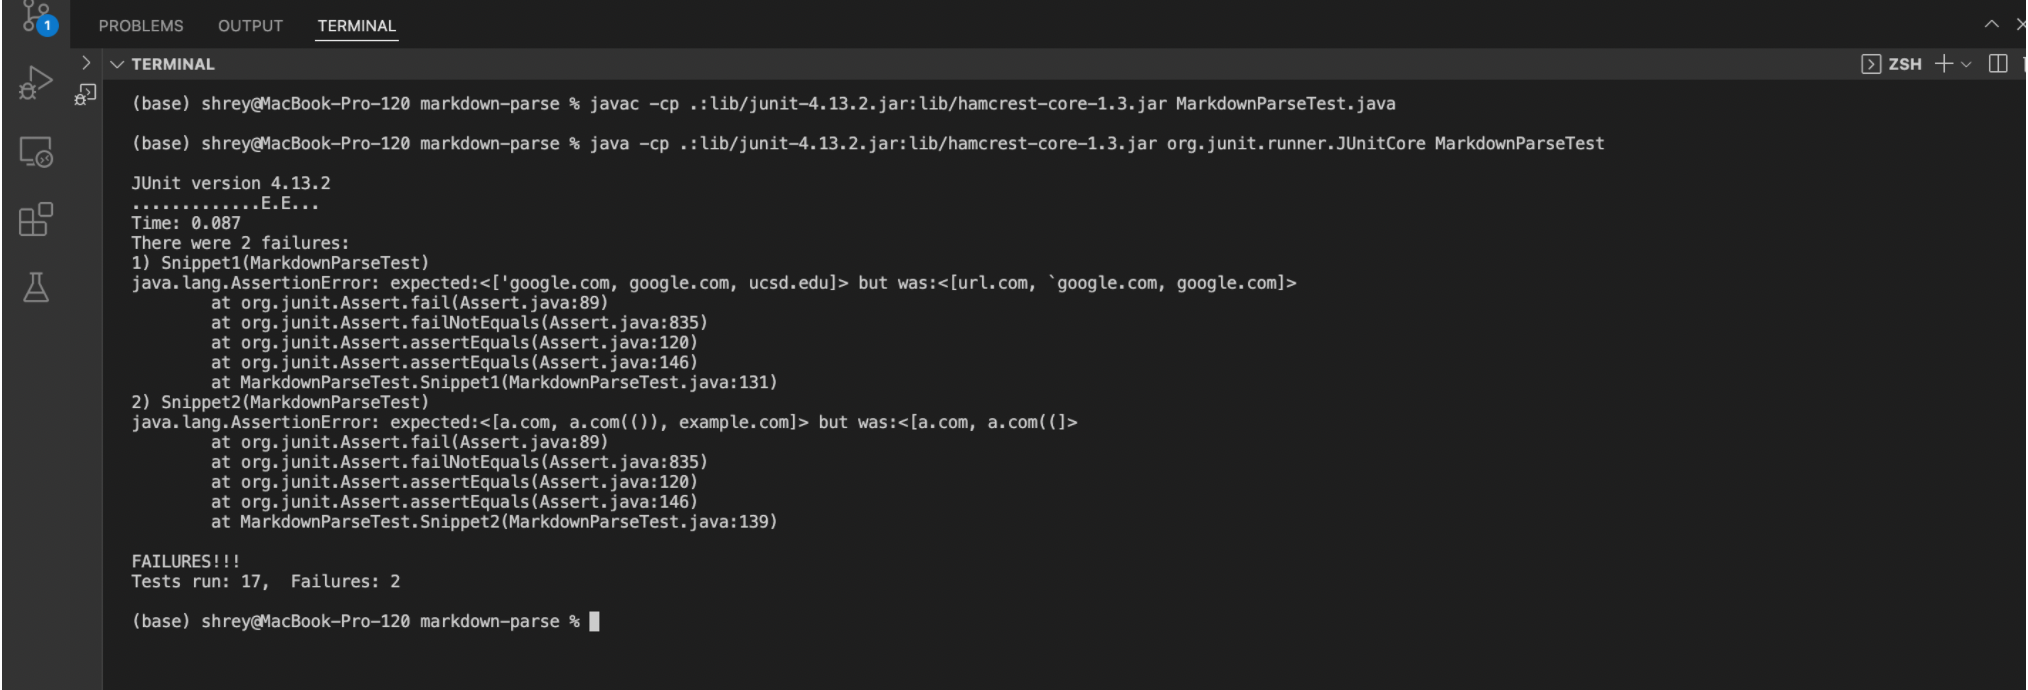 1
PROBLEMS OUTPUT TERMINAL
TERMINAL
ZSH
(base) shrey@MacBook-Pro-120 markdown-parse % javac -cp .:lib/junit-4.13.2.jar:lib/hamcrest-core-1.3.jar MarkdownParseTest.java
(base) shrey@MacBook-Pro-120 markdown-parse % java -cp .:lib/junit-4.13.2.jar:lib/hamcrest-core-1.3.jar org.junit.runner.JUnitCore MarkdownParseTest
JUnit version 4.13.2
.............E.E...
Time: 0.087
There were 2 failures:
1) Snippet1(MarkdownParseTest)
java.lang.AssertionError: expected:<['google.com, google.com, ucsd.edu]> but was:<[url.com, `google.com, google.com]>
at org.junit.Assert.fail(Assert.java:89)
at org.junit.Assert.failNotEquals(Assert.java:835)
at org.junit.Assert.assertEquals(Assert.java:120)
at org.junit.Assert.assertEquals(Assert.java:146)
at MarkdownParseTest.Snippet1(MarkdownParseTest.java:131)
2) Snippet2(MarkdownParseTest)
java.lang.AssertionError: expected:<[a.com, a.com(()), example.com]> but was:<[a.com, a.com((]>
at org.junit.Assert.fail(Assert.java:89)
at org.junit.Assert.failNotEquals(Assert.java:835)
at org.junit.Assert.assertEquals(Assert.java:120)
at org.junit.Assert.assertEquals(Assert.java:146)
at MarkdownParseTest.Snippet2(MarkdownParseTest.java:139)
FAILURES!!!
Tests run: 17,  Failures: 2
(base) shrey@MacBook-Pro-120 markdown-parse %